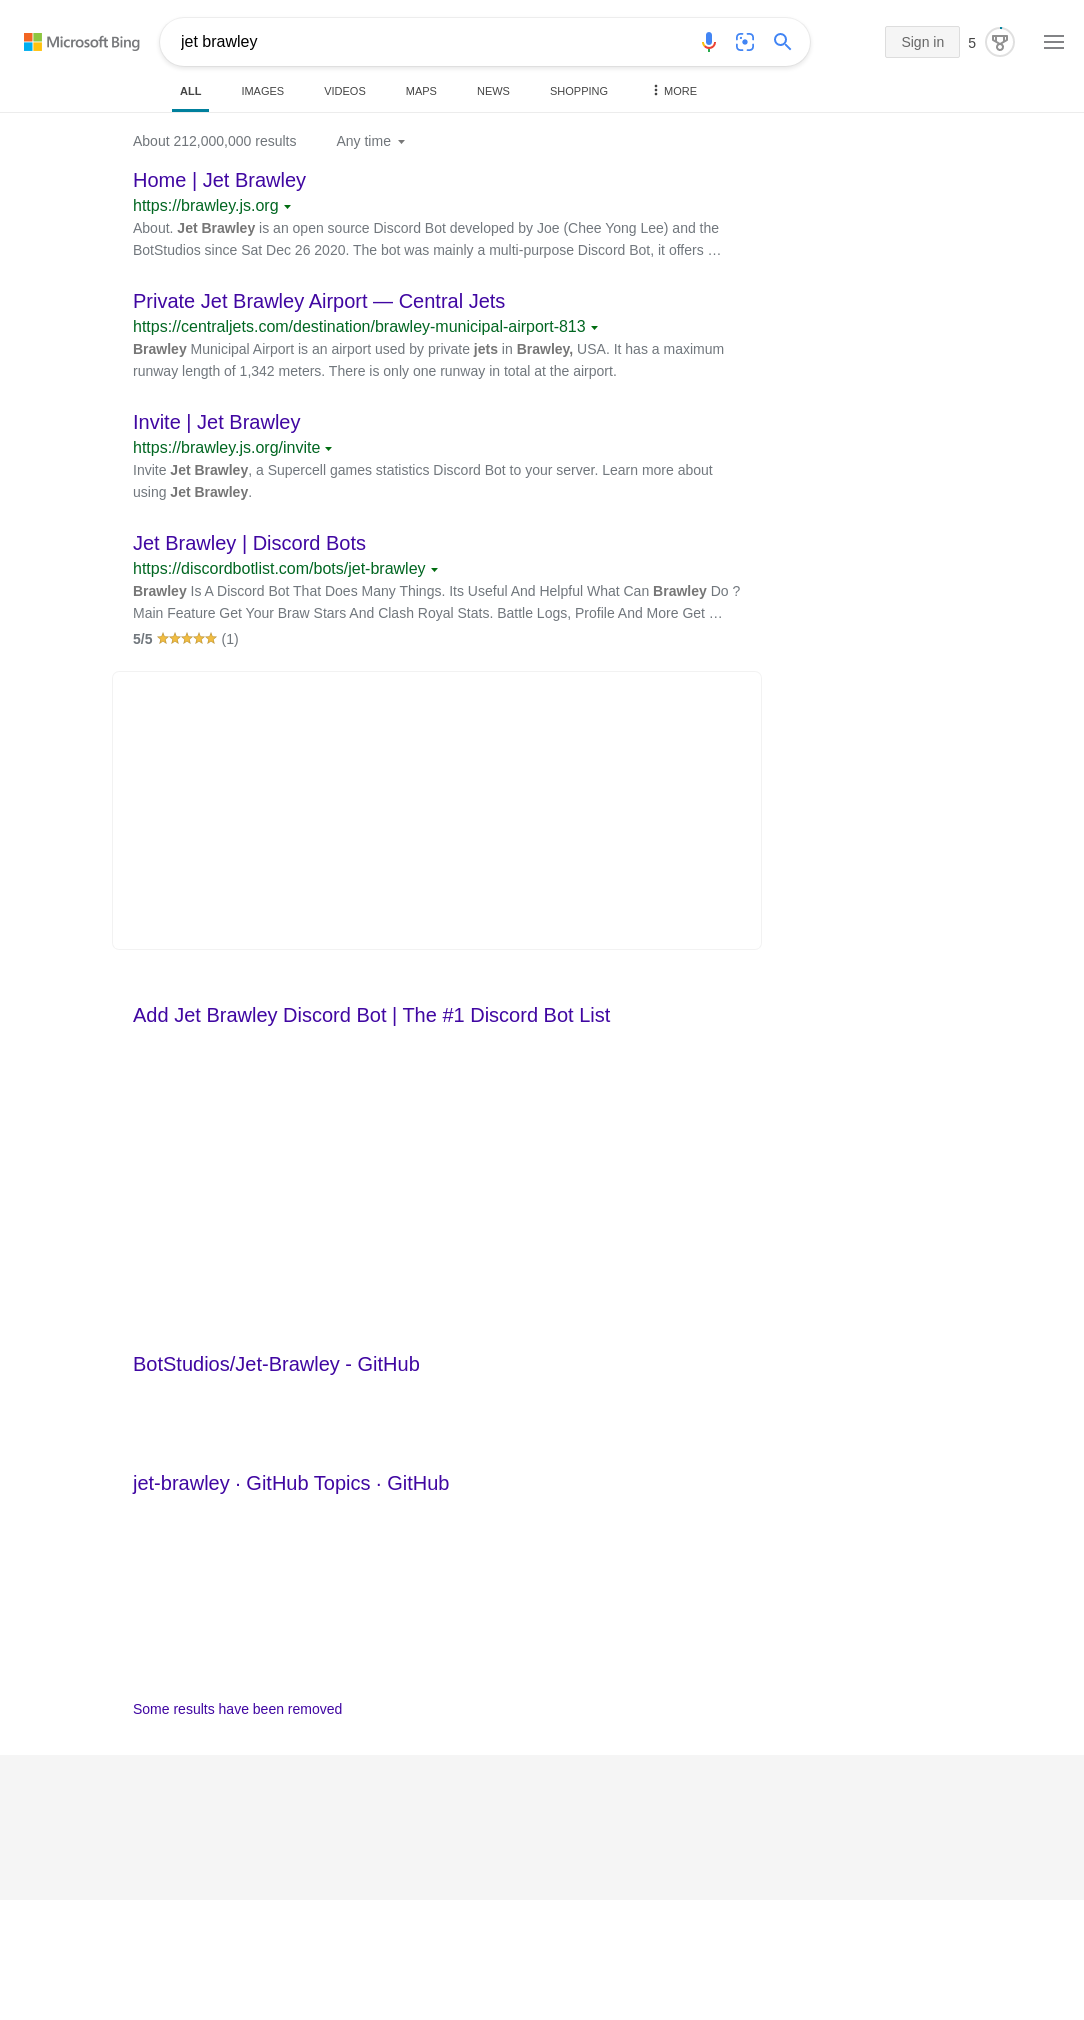 Microsoft Bing
jet brawley
Sign in
5
ALL
IMAGES
VIDEOS
MAPS
NEWS
SHOPPING
MORE
About 212,000,000 results
Any time
Home | Jet Brawley
https://brawley.js.org
About. Jet Brawley is an open source Discord Bot developed by Joe (Chee Yong Lee) and the
BotStudios since Sat Dec 26 2020. The bot was mainly a multi-purpose Discord Bot, it offers …
Private Jet Brawley Airport — Central Jets
https://centraljets.com/destination/brawley-municipal-airport-813
Brawley Municipal Airport is an airport used by private jets in Brawley, USA. It has a maximum
runway length of 1,342 meters. There is only one runway in total at the airport.
Invite | Jet Brawley
https://brawley.js.org/invite
Invite Jet Brawley, a Supercell games statistics Discord Bot to your server. Learn more about
using Jet Brawley.
Jet Brawley | Discord Bots
https://discordbotlist.com/bots/jet-brawley
Brawley Is A Discord Bot That Does Many Things. Its Useful And Helpful What Can Brawley Do ?
Main Feature Get Your Braw Stars And Clash Royal Stats. Battle Logs, Profile And More Get …
5/5 (1)
Add Jet Brawley Discord Bot | The #1 Discord Bot List
BotStudios/Jet-Brawley - GitHub
jet-brawley · GitHub Topics · GitHub
Some results have been removed